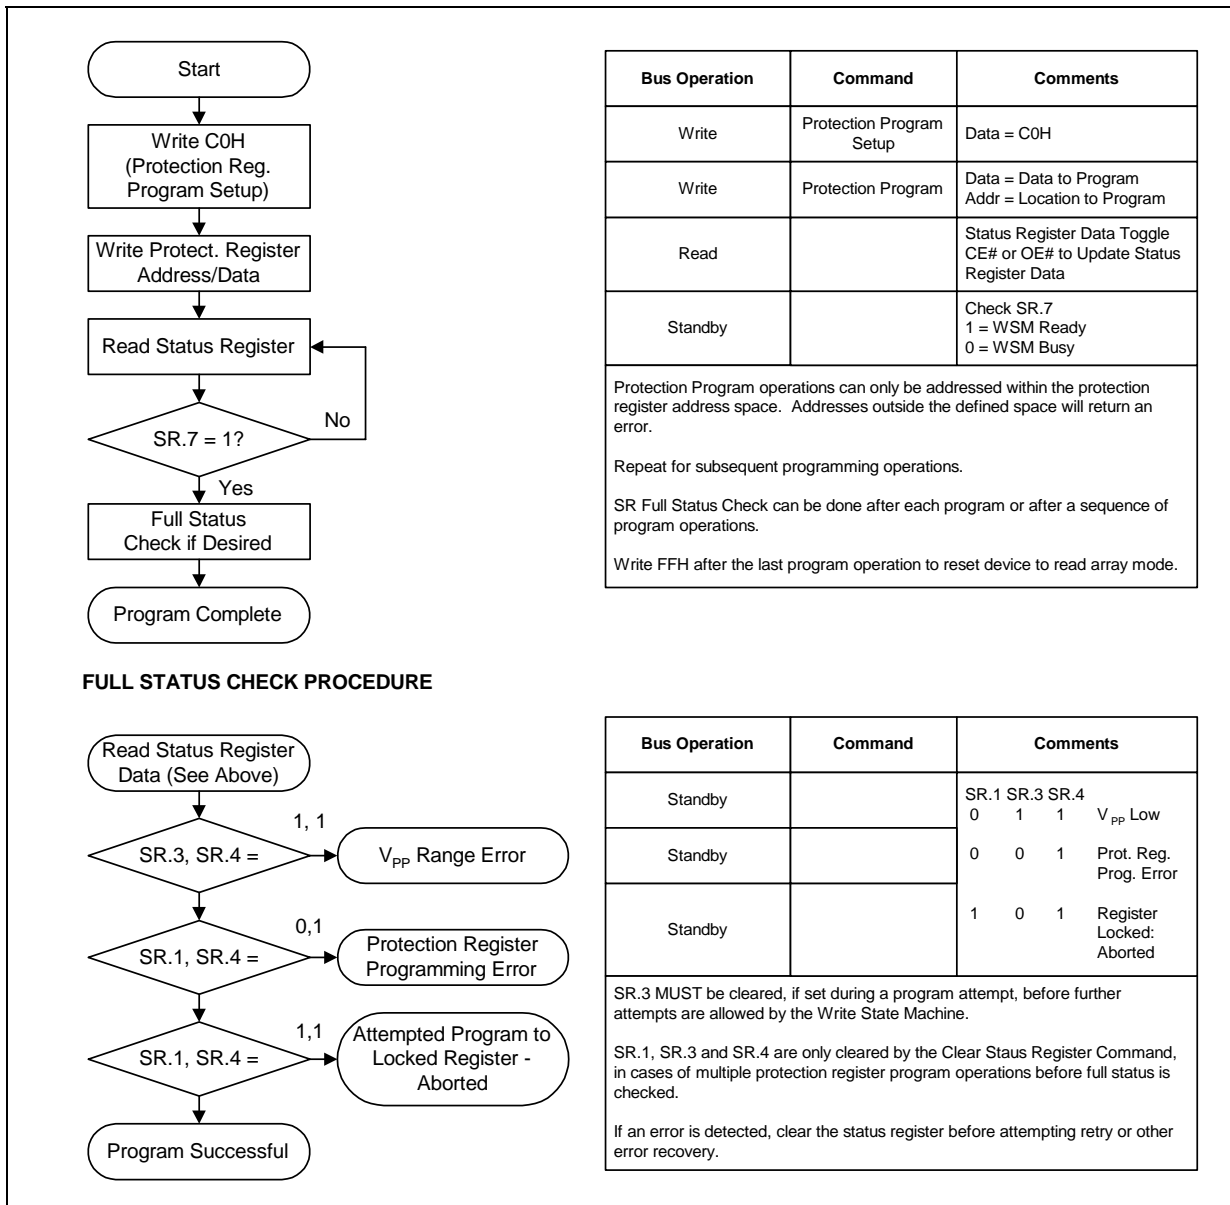 Start
Write C0H
(Protection Reg.
Program Setup)
Write Protect. Register
Address/Data
Read Status Register
No
SR.7 = 1?
Yes
Full Status
Check if Desired
Program Complete
Bus Operation Command Comments
Write Protection Program
Setup Data = C0H
Write Protection Program Data = Data to Program
Addr = Location to Program
Read Status Register Data Toggle
CE# or OE# to Update Status
Register Data
Standby Check SR.7
1 = WSM Ready
0 = WSM Busy
Protection Program operations can only be addressed within the protection
register address space. Addresses outside the defined space will return an
error.
Repeat for subsequent programming operations.
SR Full Status Check can be done after each program or after a sequence of
program operations.
Write FFH after the last program operation to reset device to read array mode.
FULL STATUS CHECK PROCEDURE
Read Status Register
Data (See Above)
1, 1
SR.3, SR.4 =
VPP Range Error
0,1
SR.1, SR.4 =
Protection Register
Programming Error
1,1
SR.1, SR.4 =
Attempted Program to
Locked Register -
Aborted
Program Successful
Bus Operation Command Comments
Standby SR.1 SR.3 SR.4
0 1 1 VPP Low
Standby 0 0 1 Prot. Reg.
Prog. Error
Standby 1 0 1 Register
Locked:
Aborted
SR.3 MUST be cleared, if set during a program attempt, before further
attempts are allowed by the Write State Machine.
SR.1, SR.3 and SR.4 are only cleared by the Clear Staus Register Command,
in cases of multiple protection register program operations before full status is
checked.
If an error is detected, clear the status register before attempting retry or other
error recovery.